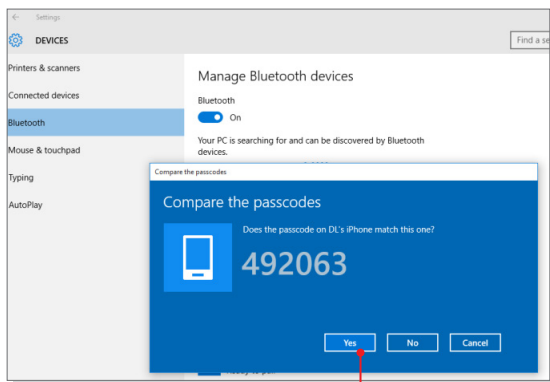 Settings
DEVICES
Find a se
Printers & scanners
Connected devices
Bluetooth
Mouse & touchpad
Typing
AutoPlay
Manage Bluetooth devices
Bluetooth
On
Your PC is searching for and can be discovered by Bluetooth
devices.
Compare the passcodes
Compare the passcodes
Does the passcode on DL's iPhone match this one?
492063
Yes
No
Cancel